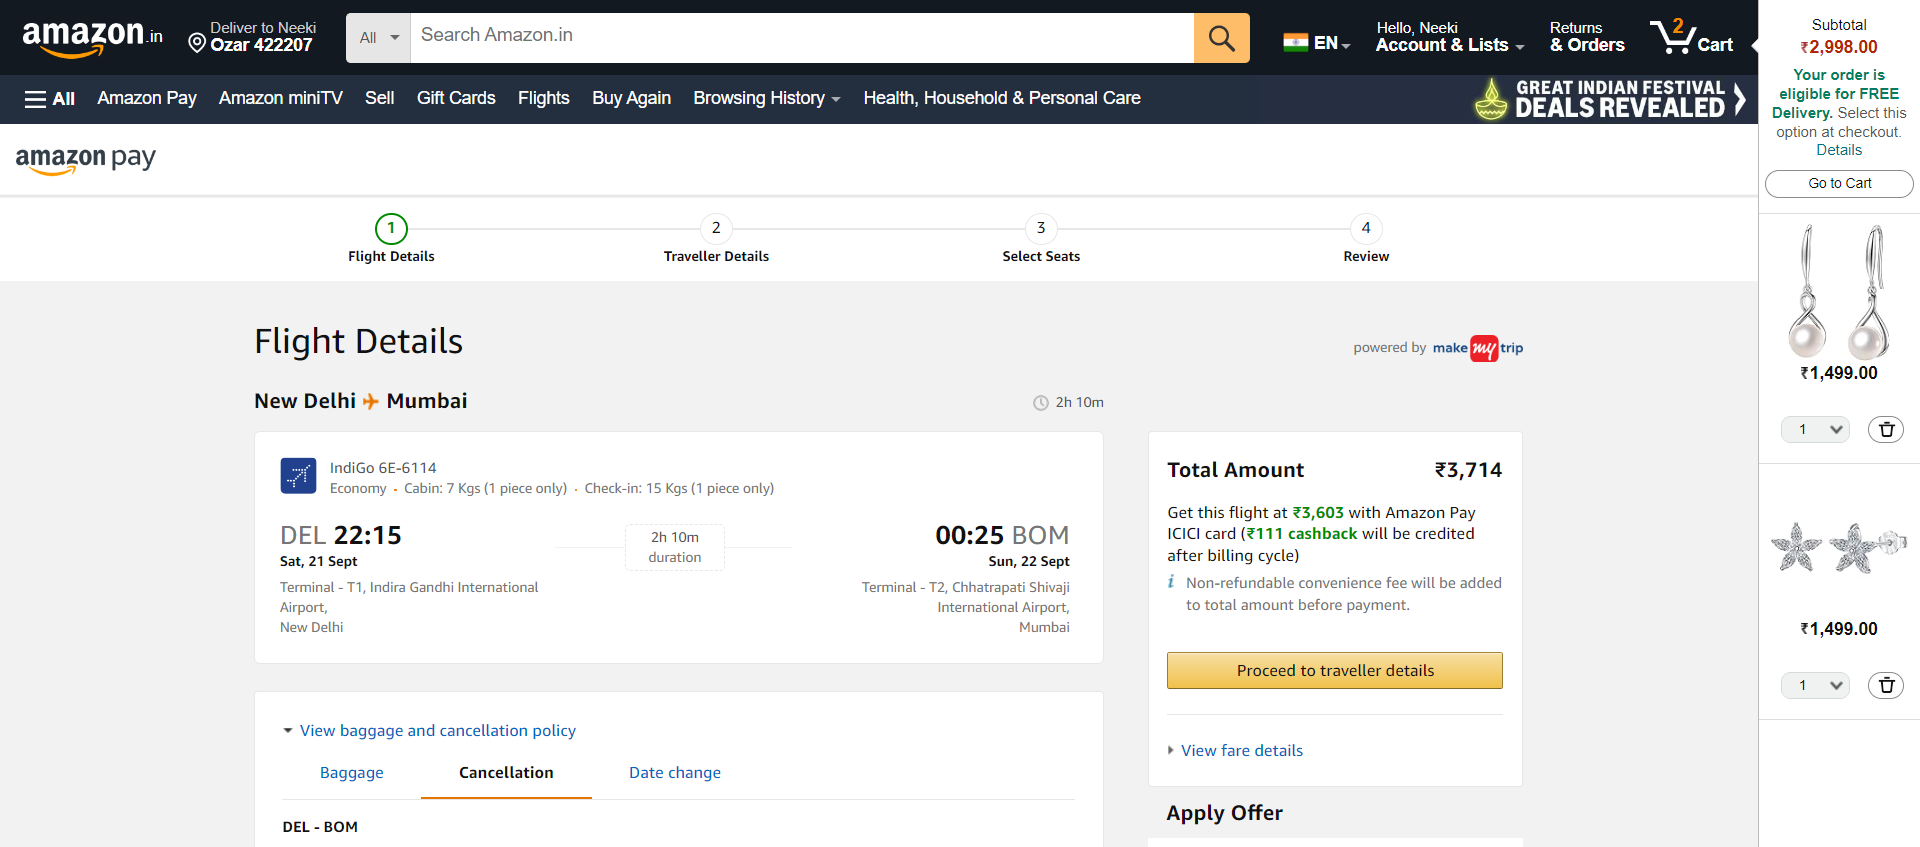 amazon.in
Deliver to Neeki
Ozar 422207
All
Search Amazon.in
EN
Hello, Neeki
Account & Lists
Returns
& Orders
2
Cart
All
Amazon Pay
Amazon miniTV
Sell
Gift Cards
Flights
Buy Again
Browsing History
Health, Household & Personal Care
GREAT INDIAN FESTIVAL
DEALS REVEALED
amazon pay
1
Flight Details
2
Traveller Details
3
Select Seats
4
Review
Flight Details
powered by make my trip
New Delhi Mumbai
2h 10m
IndiGo 6E-6114
Economy · Cabin: 7 Kgs (1 piece only) · Check-in: 15 Kgs (1 piece only)
DEL 22:15
Sat, 21 Sept
Terminal - T1, Indira Gandhi International
Airport,
New Delhi
2h 10m
duration
00:25 BOM
Sun, 22 Sept
Terminal - T2, Chhatrapati Shivaji
International Airport,
Mumbai
View baggage and cancellation policy
Baggage
Cancellation
Date change
DEL - BOM
Total Amount
₹3,714
Get this flight at ₹3,603 with Amazon Pay
ICICI card (₹111 cashback will be credited
after billing cycle)
i Non-refundable convenience fee will be added
to total amount before payment.
Proceed to traveller details
View fare details
Apply Offer
Subtotal
₹2,998.00
Your order is
eligible for FREE
Delivery. Select this
option at checkout.
Details
Go to Cart
₹1,499.00
1
₹1,499.00
1